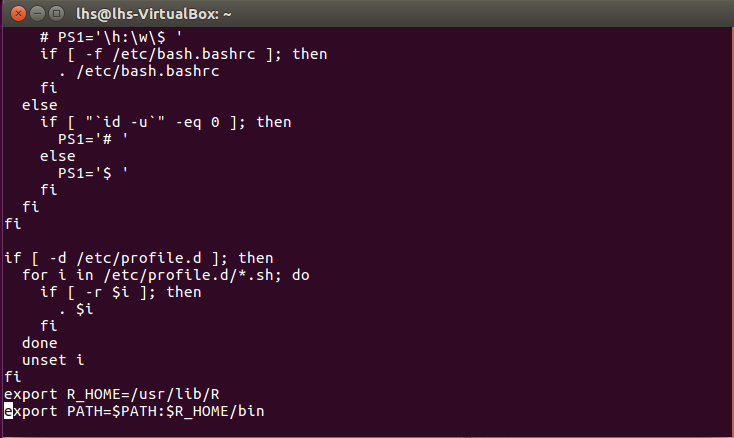 lhs@lhs-VirtualBox: ~
    # PS1='\h:\w\$ '
    if [ -f /etc/bash.bashrc ]; then
      . /etc/bash.bashrc
    fi
  else
    if [ "`id -u`" -eq 0 ]; then
      PS1='# '
    else
      PS1='$ '
    fi
  fi
fi

if [ -d /etc/profile.d ]; then
  for i in /etc/profile.d/*.sh; do
    if [ -r $i ]; then
      . $i
    fi
  done
  unset i
fi
export R_HOME=/usr/lib/R
export PATH=$PATH:$R_HOME/bin